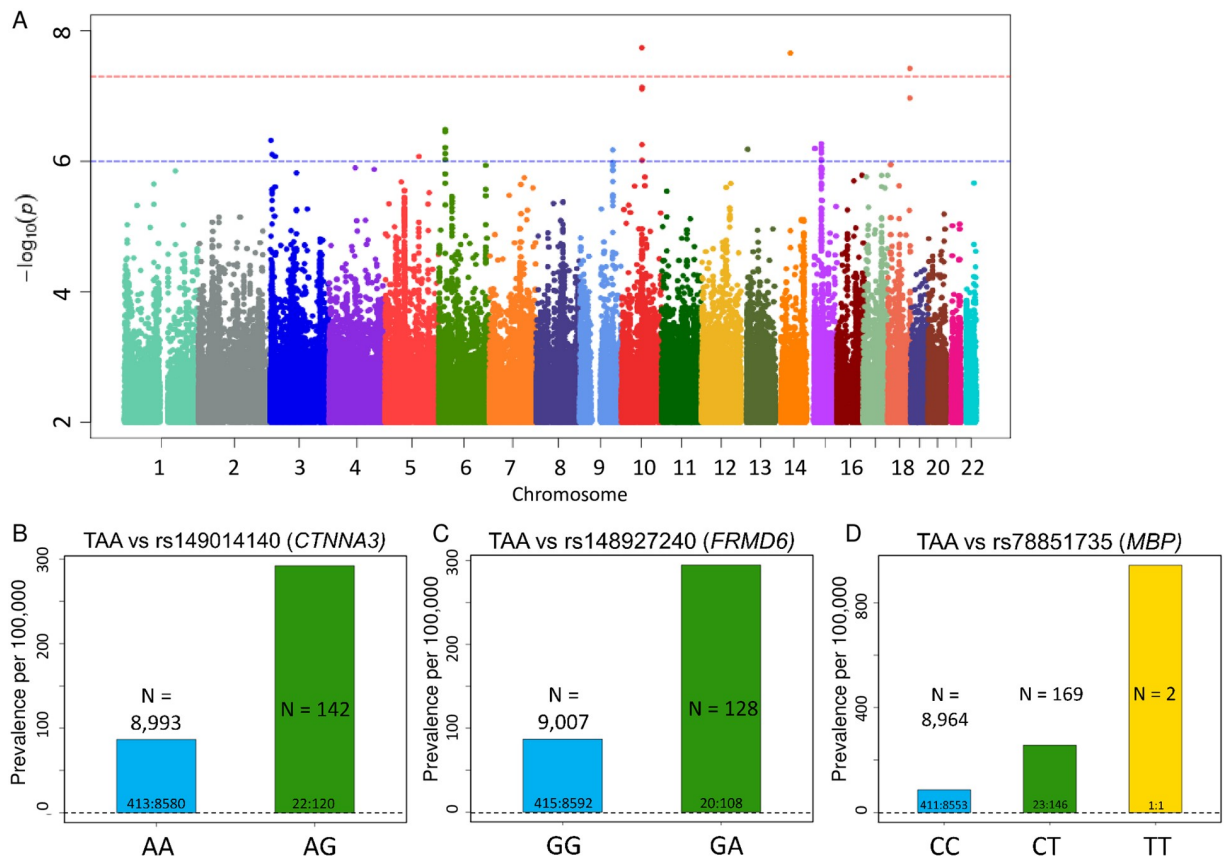 A
8
6
4
2
−log10(p)
1 2 3 4 5 6 7 8 9 10 11 12 13 14 16 18 20 22
Chromosome
B
TAA vs rs149014140 (CTNNA3)
Prevalence per 100,000
300
200
100
0
N =
8,993
N = 142
413:8580
22:120
AA AG
C
TAA vs rs148927240 (FRMD6)
Prevalence per 100,000
300
200
100
0
N =
9,007
N = 128
415:8592
20:108
GG GA
D
TAA vs rs78851735 (MBP)
Prevalence per 100,000
800
400
0
N =
8,964
N = 169
N = 2
411:8553
23:146
1:1
CC CT TT